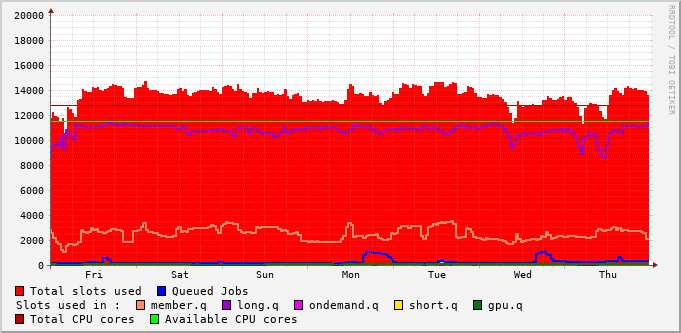 20000
18000
16000
14000
12000
10000
8000
6000
4000
2000
0
Fri Sat Sun Mon Tue Wed Thu
RRDTOOL / TOBI OETIKER
Total slots used Queued Jobs
Slots used in : member.q long.q ondemand.q short.q gpu.q
Total CPU cores Available CPU cores